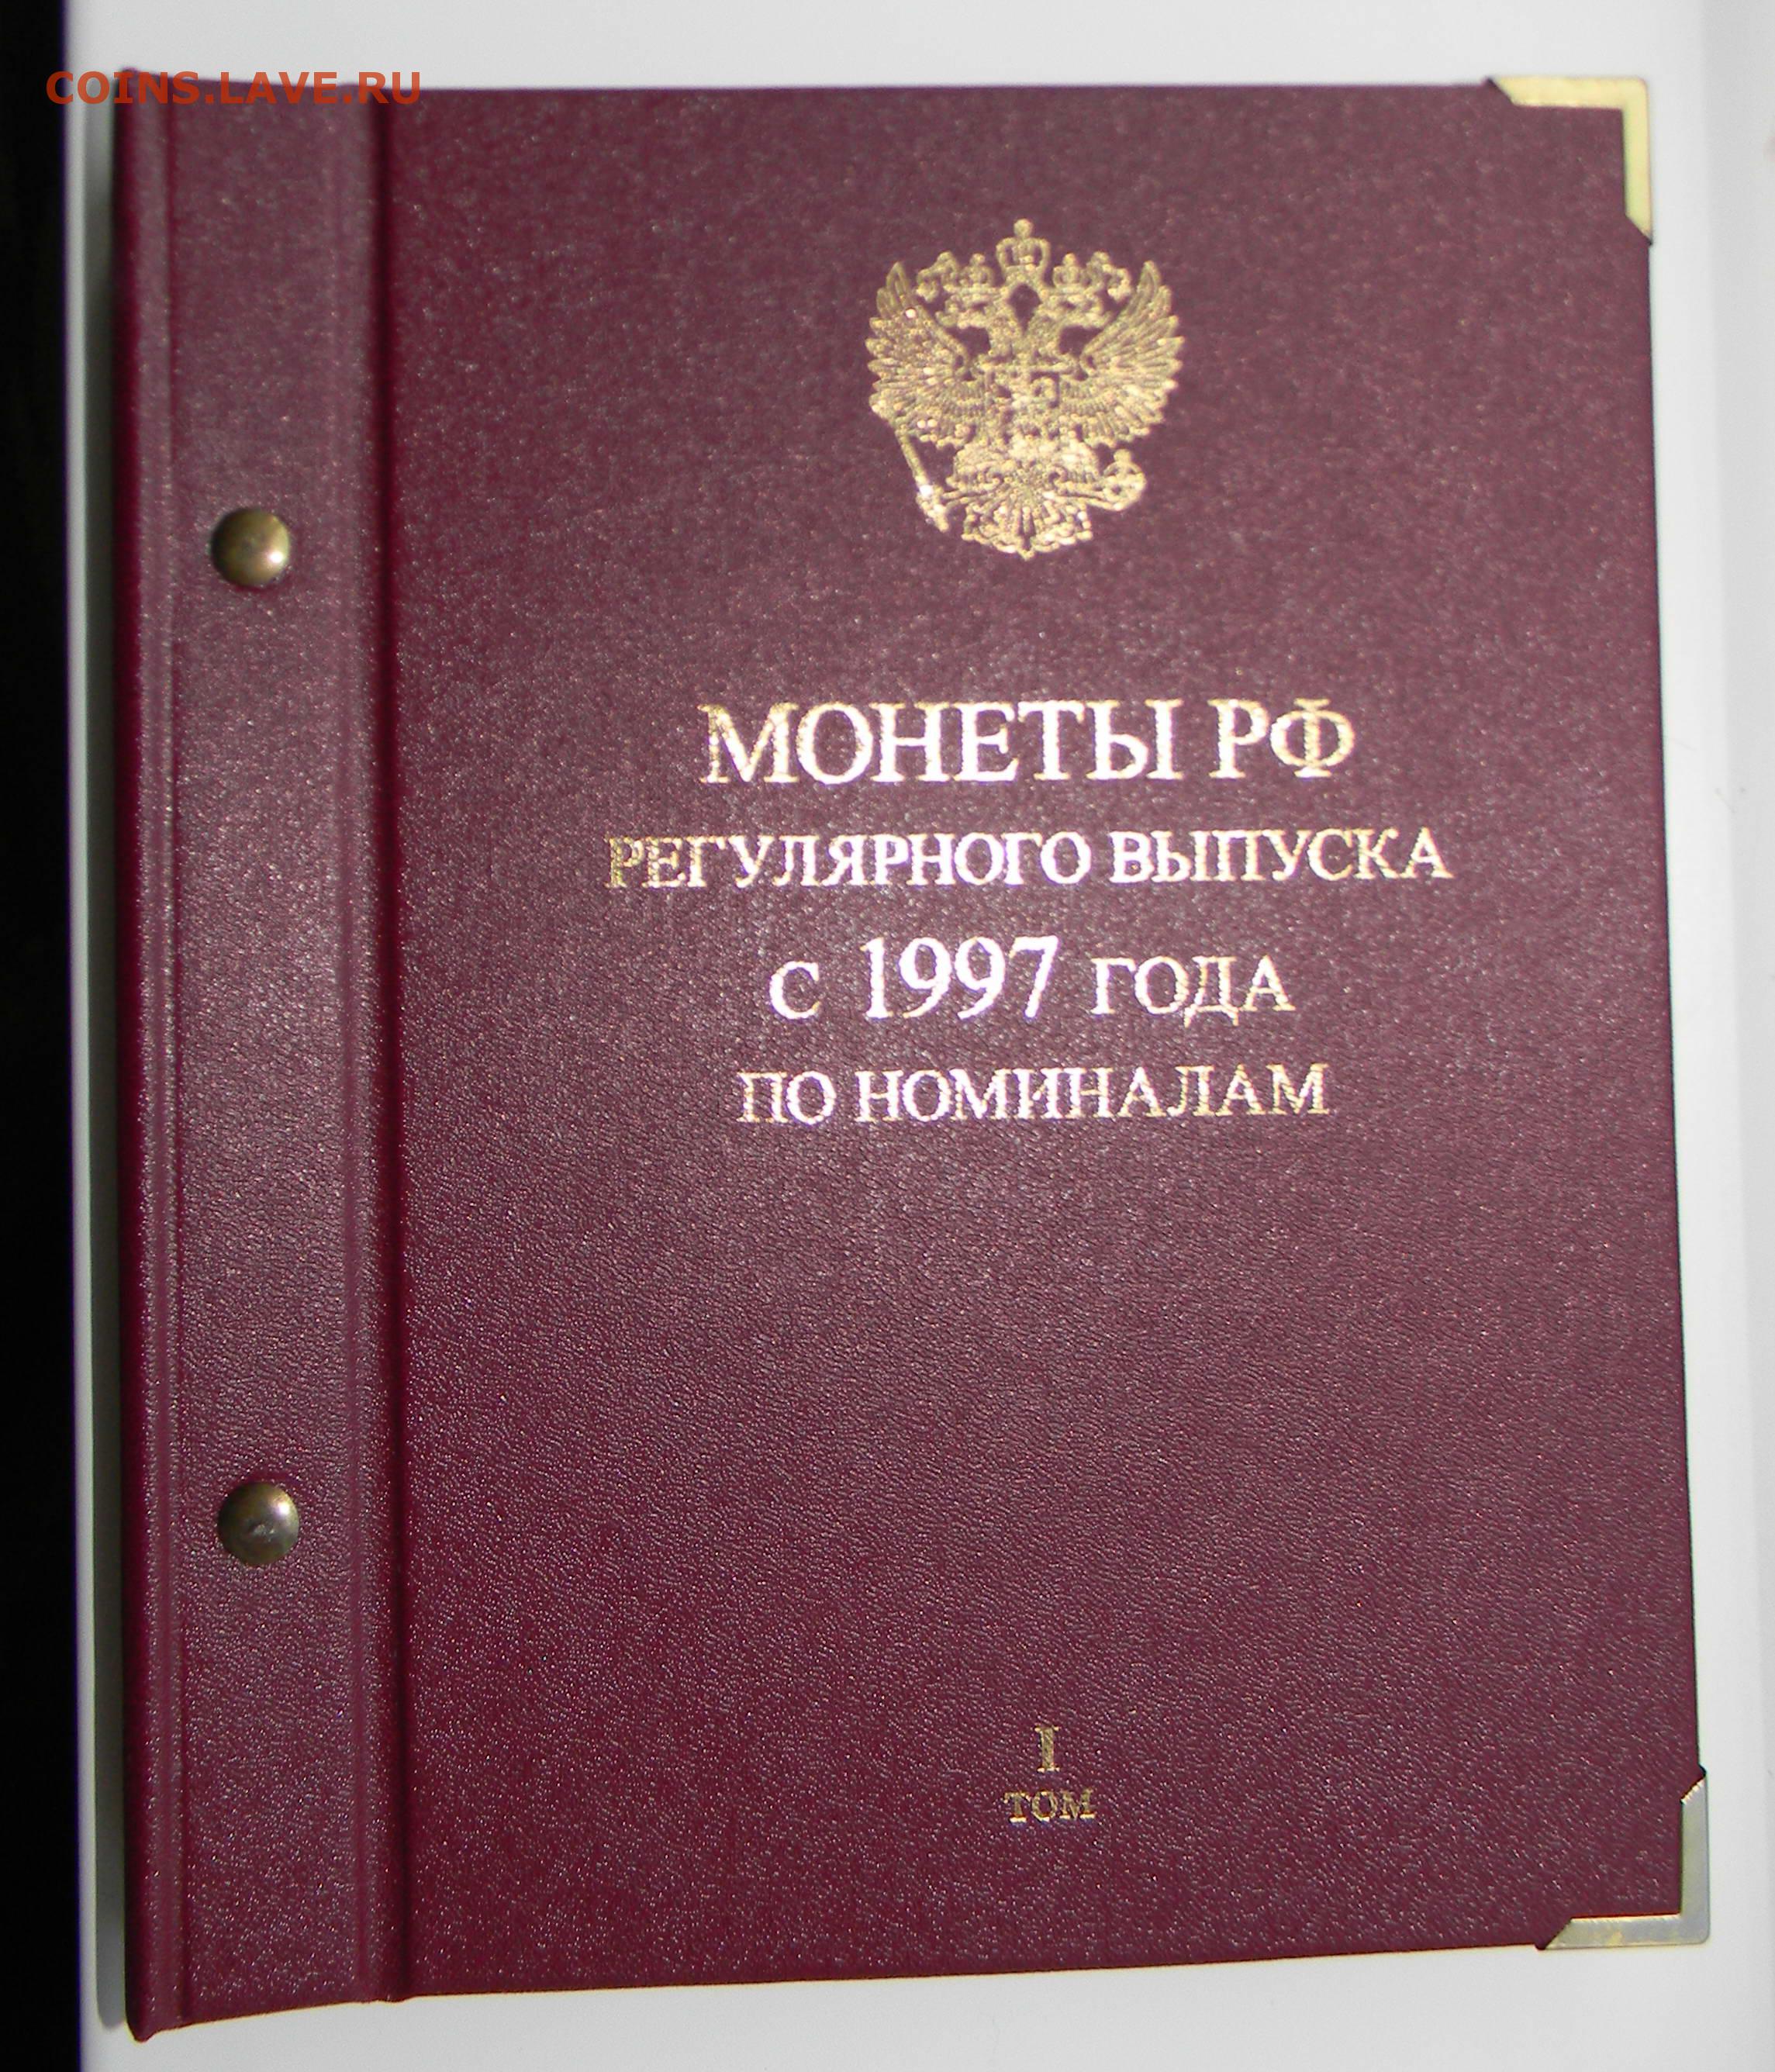 COINS.LAVE.RU
МОНЕТЫ РФ
РЕГУЛЯРНОГО ВЫПУСКА
С 1997 ГОДА
ПО НОМИНАЛАМ
I
ТОМ